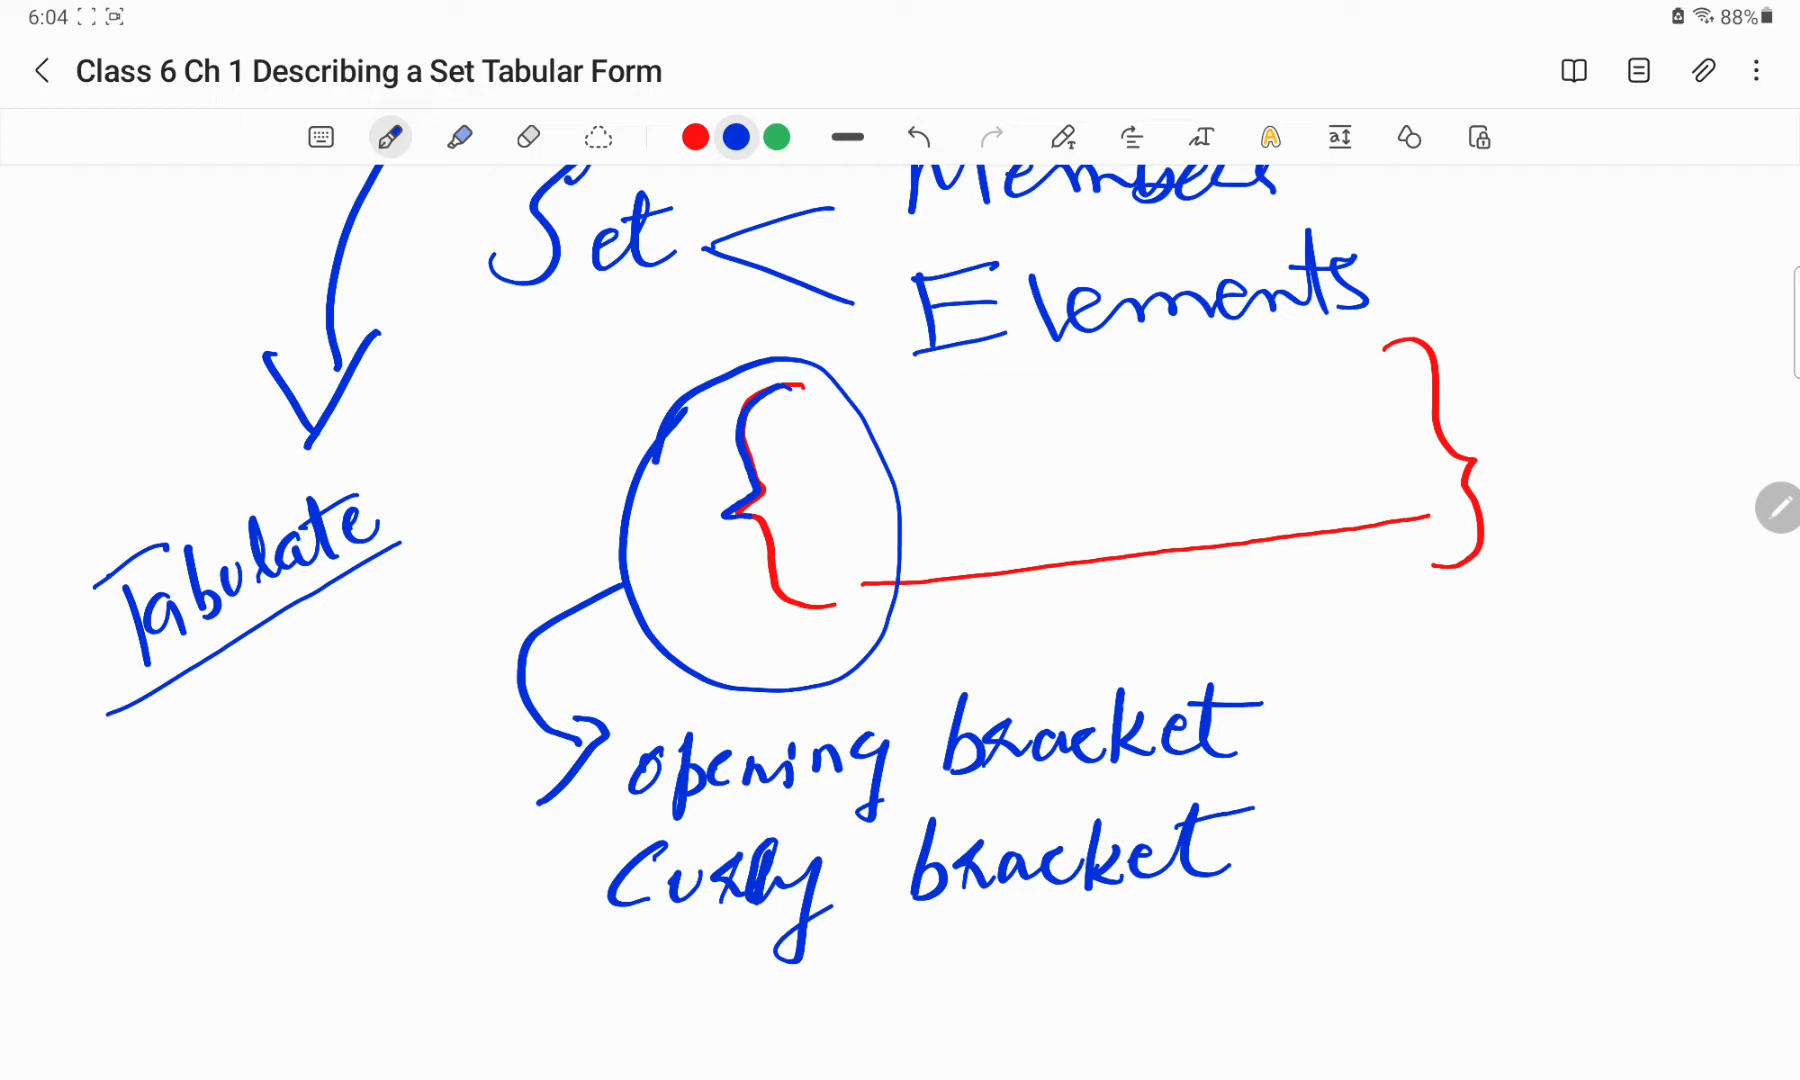 6:04
88%
Class 6 Ch 1 Describing a Set Tabular Form
Set
Elements
Tabulate
opening bracket
Curly bracket